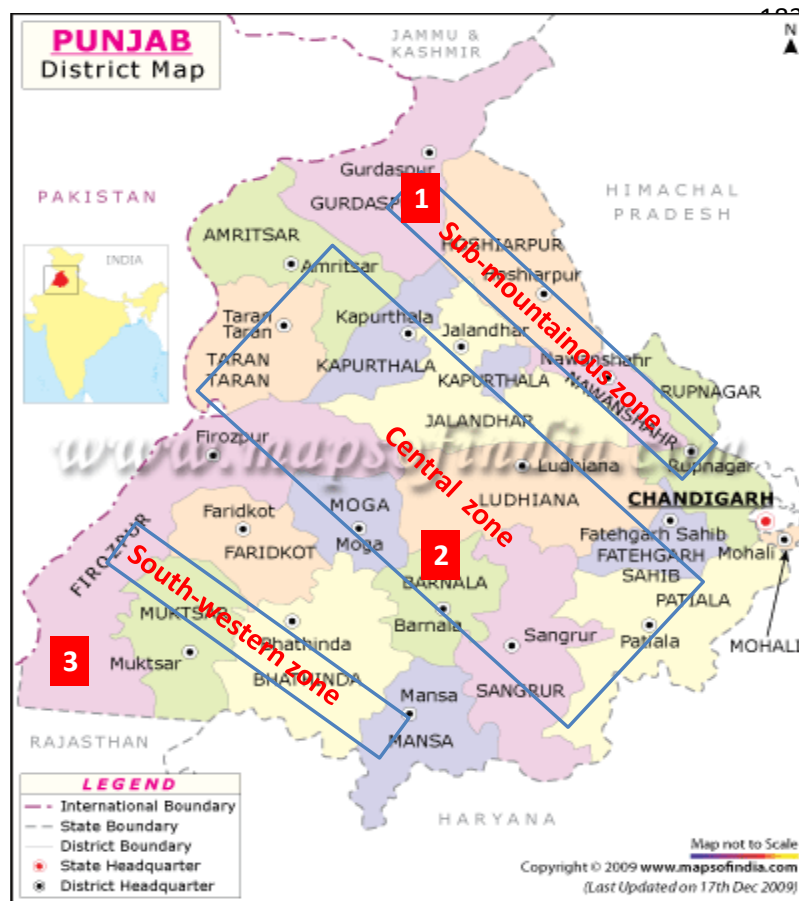 PUNJAB
District Map
JAMMU &
KASHMIR
N
PAKISTAN
HIMACHAL
PRADESH
INDIA
Gurdaspur
GURDASP
1
AMRITSAR
Amritsar
HOSHIARPUR
Hoshiarpur
Sub-mountainous zone
Taran
Taran
TARAN
TARAN
Kapurthala
KAPURTHALA
Jalandhar
KAPURTHALA
JALANDHAR
Nawanshahr
NAWANSHAHR
RUPNAGAR
Rupnagar
www.mapsofindia.com
Firozpur
FIROZPUR
Central zone
Ludhiana
LUDHIANA
CHANDIGARH
Faridkot
FARIDKOT
MOGA
Moga
2
Fatehgarh Sahib
FATEHGARH
SAHIB
Mohali
MOHALI
South-western zone
MUKTSAR
Muktsar
3
Bhathinda
BHATHINDA
BARNALA
Barnala
Sangrur
SANGRUR
PATIALA
Patiala
Mansa
MANSA
RAJASTHAN
HARYANA
LEGEND
International Boundary
State Boundary
District Boundary
State Headquarter
District Headquarter
Map not to Scale
Copyright © 2009 www.mapsofindia.com
(Last Updated on 17th Dec 2009)